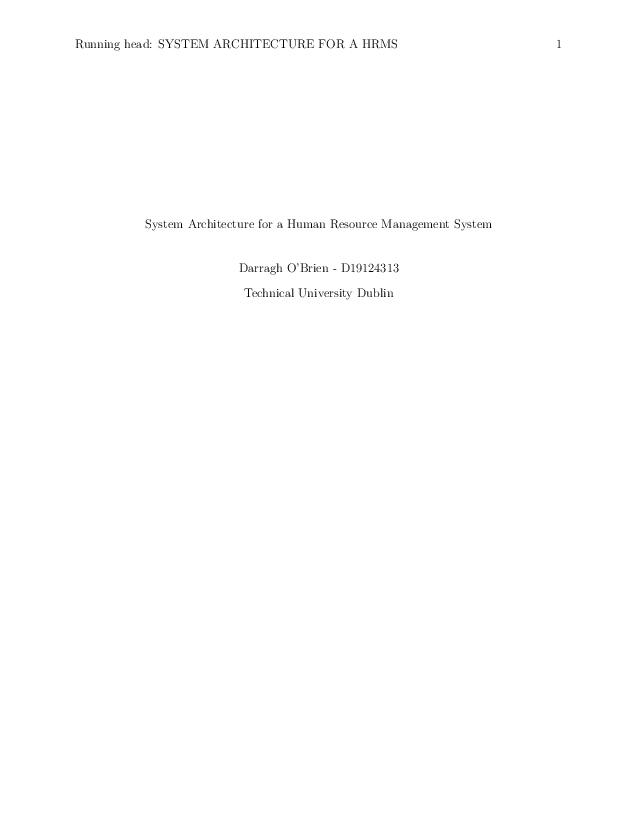 Running head: SYSTEM ARCHITECTURE FOR A HRMS 1
System Architecture for a Human Resource Management System
Darragh O'Brien - D19124313
Technical University Dublin